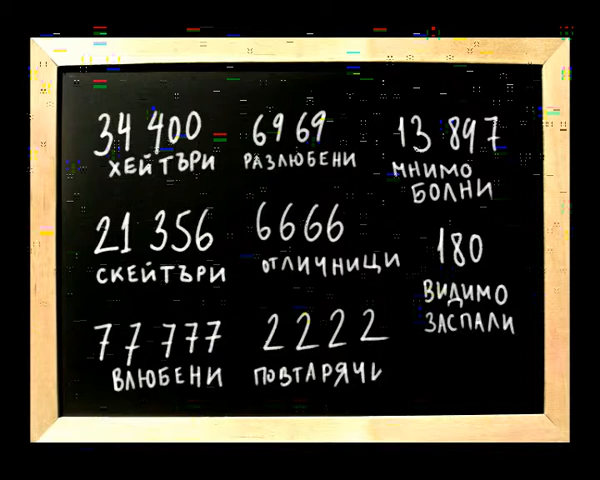 34 400
ХЕЙТЪРИ
21 356
СКЕЙТЪРИ
77 777
ВЛЮБЕНИ
6969
РАЗЛЮБЕНИ
6666
ОТЛИЧНИЦИ
2222
ПОВТАРЯЧИ
13 897
МНИМО
БОЛНИ
180
ВИДИМО
ЗАСПАЛИ